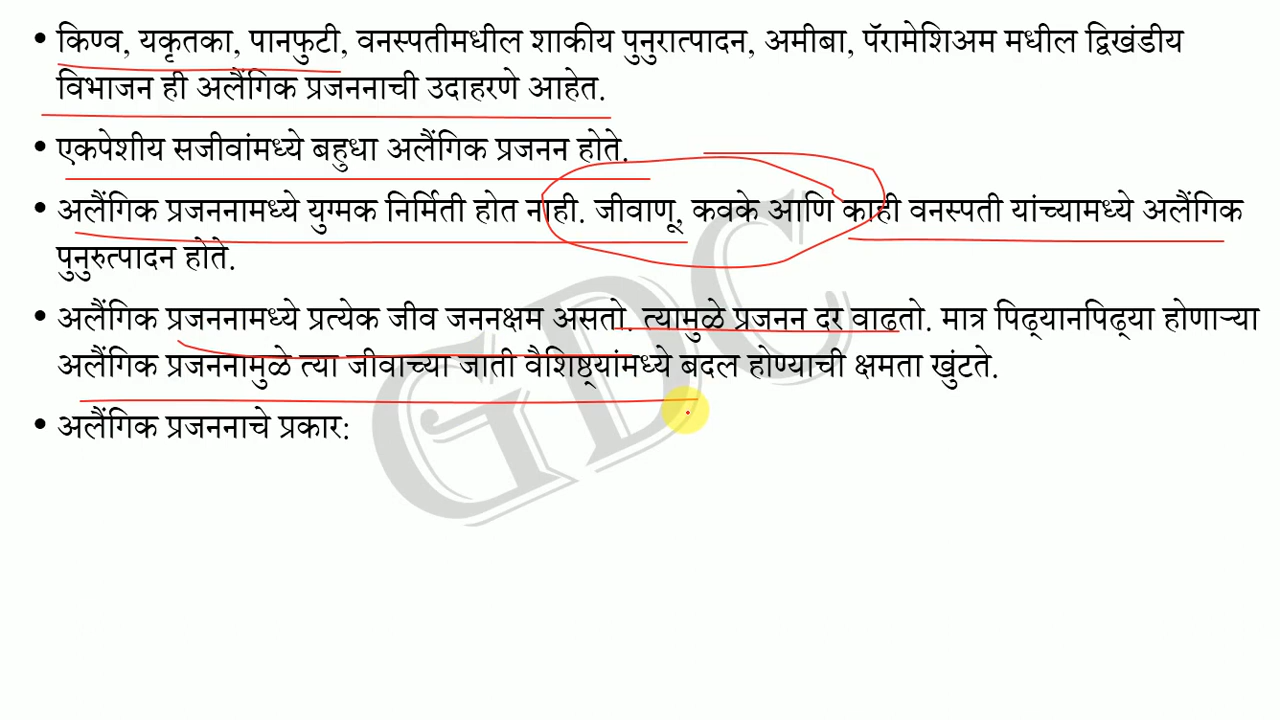 • किण्व, यकृतका, पानफुटी, वनस्पतीमधील शाकीय पुनुरात्पादन, अमीबा, पॅरामेशिअम मधील द्विखंडीय
विभाजन ही अलैंगिक प्रजननाची उदाहरणे आहेत.
• एकपेशीय सजीवांमध्ये बहुधा अलैंगिक प्रजनन होते.
• अलैंगिक प्रजननामध्ये युग्मक निर्मिती होत नाही. जीवाणू, कवके आणि काही वनस्पती यांच्यामध्ये अलैंगिक
पुनुरुत्पादन होते.
• अलैंगिक प्रजननामध्ये प्रत्येक जीव जननक्षम असतो. त्यामुळे प्रजनन दर वाढतो. मात्र पिढ्यानपिढ्या होणाऱ्या
अलैंगिक प्रजननामुळे त्या जीवाच्या जाती वैशिष्ठ्यांमध्ये बदल होण्याची क्षमता खुंटते.
• अलैंगिक प्रजननाचे प्रकार:
GDC